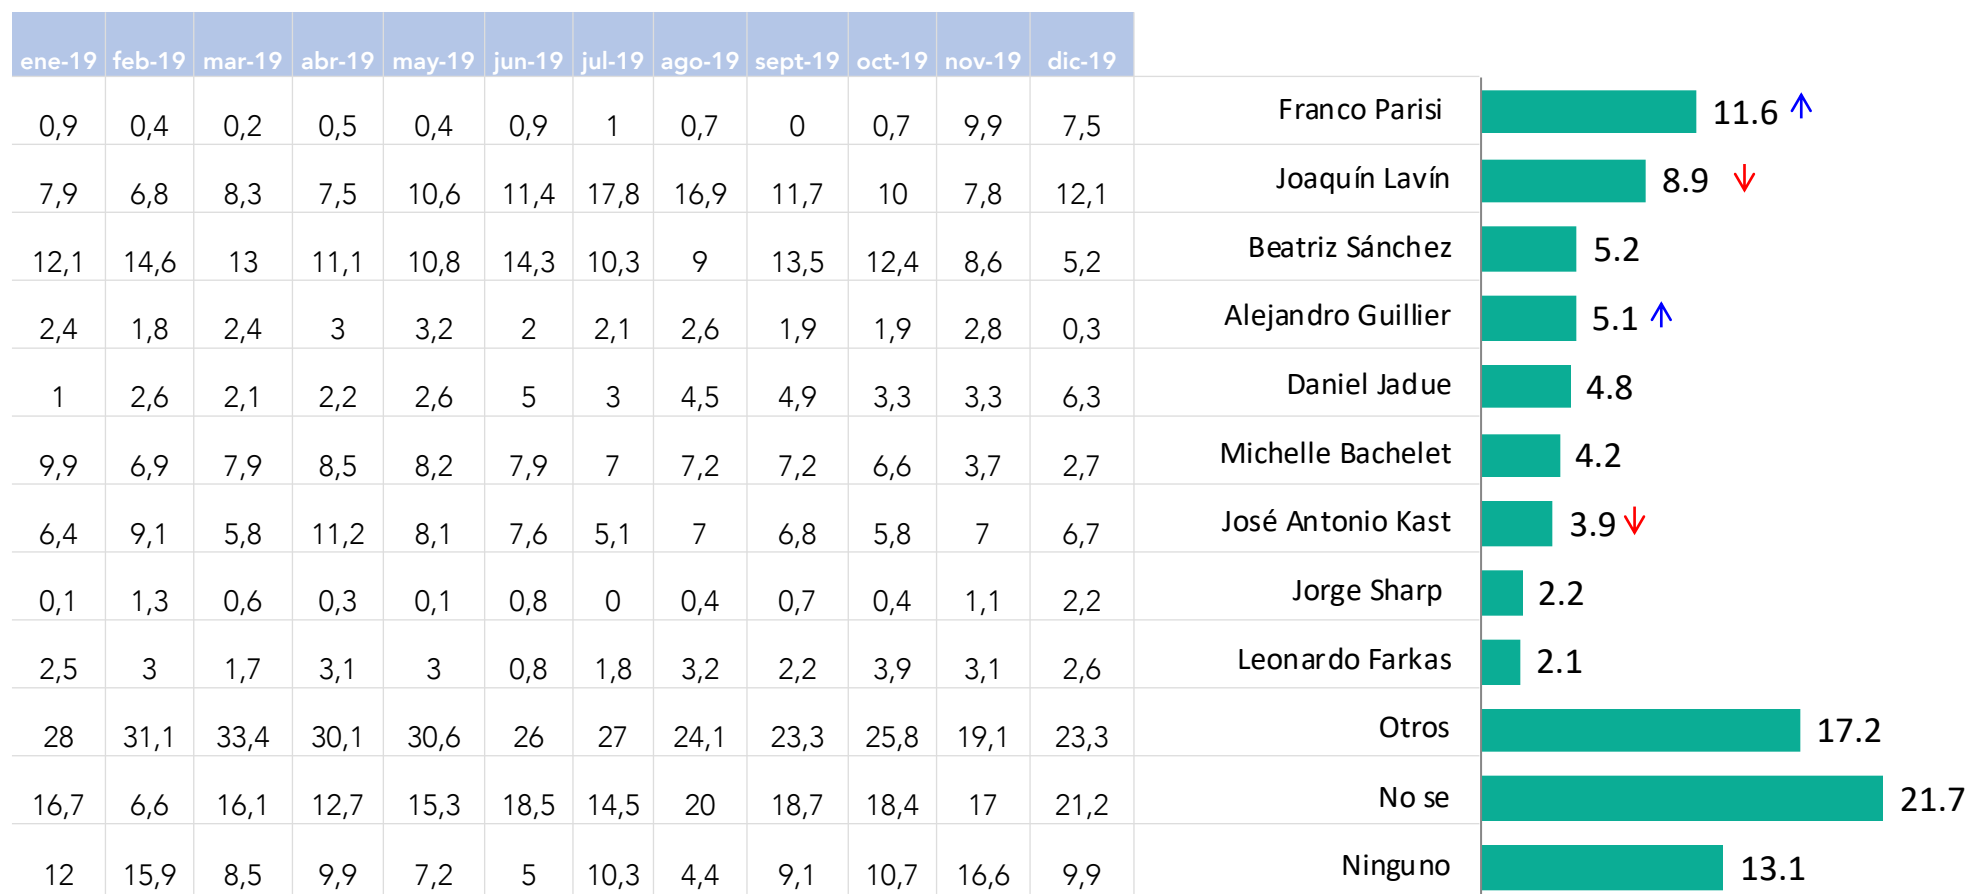 ene-19 feb-19 mar-19 abr-19 may-19 jun-19 jul-19 ago-19 sept-19 oct-19 nov-19 dic-19
0,9 0,4 0,2 0,5 0,4 0,9 1 0,7 0 0,7 9,9 7,5 Franco Parisi 11.6 ↑
7,9 6,8 8,3 7,5 10,6 11,4 17,8 16,9 11,7 10 7,8 12,1 Joaquín Lavín 8.9 ↓
12,1 14,6 13 11,1 10,8 14,3 10,3 9 13,5 12,4 8,6 5,2 Beatriz Sánchez 5.2
2,4 1,8 2,4 3 3,2 2 2,1 2,6 1,9 1,9 2,8 0,3 Alejandro Guillier 5.1 ↑
1 2,6 2,1 2,2 2,6 5 3 4,5 4,9 3,3 3,3 6,3 Daniel Jadue 4.8
9,9 6,9 7,9 8,5 8,2 7,9 7 7,2 7,2 6,6 3,7 2,7 Michelle Bachelet 4.2
6,4 9,1 5,8 11,2 8,1 7,6 5,1 7 6,8 5,8 7 6,7 José Antonio Kast 3.9 ↓
0,1 1,3 0,6 0,3 0,1 0,8 0 0,4 0,7 0,4 1,1 2,2 Jorge Sharp 2.2
2,5 3 1,7 3,1 3 0,8 1,8 3,2 2,2 3,9 3,1 2,6 Leonardo Farkas 2.1
28 31,1 33,4 30,1 30,6 26 27 24,1 23,3 25,8 19,1 23,3 Otros 17.2
16,7 6,6 16,1 12,7 15,3 18,5 14,5 20 18,7 18,4 17 21,2 No se 21.7
12 15,9 8,5 9,9 7,2 5 10,3 4,4 9,1 10,7 16,6 9,9 Ninguno 13.1